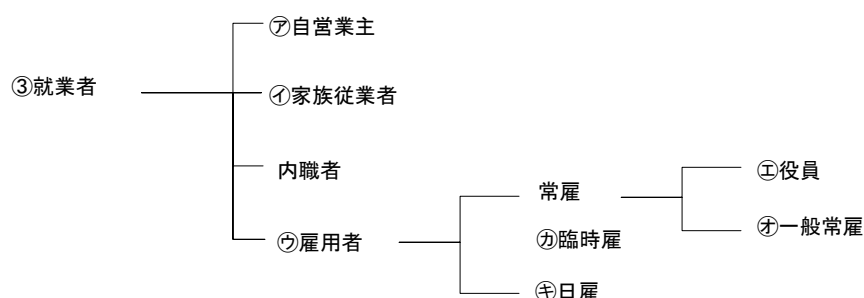 ㋐自営業主
③就業者
㋑家族従業者
内職者
㋓役員
常雇
㋔一般常雇
㋒雇用者
㋕臨時雇
㋖日雇